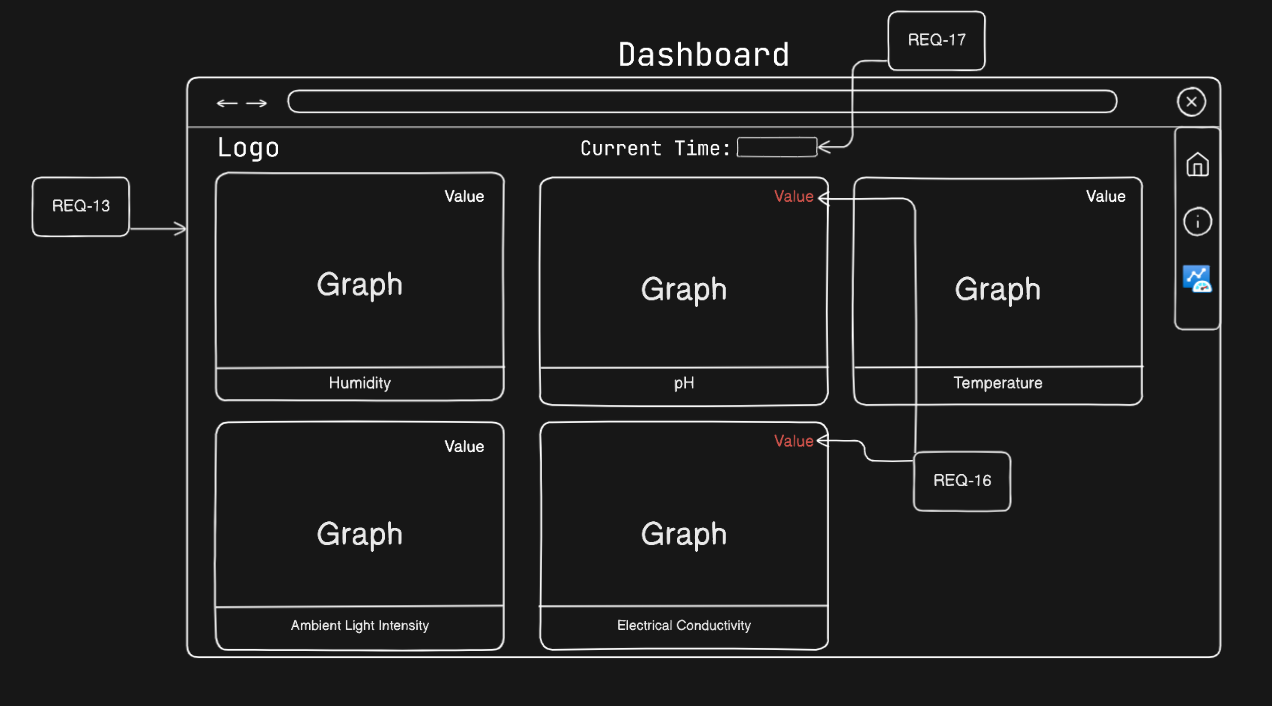 REQ-17
Dashboard
Logo
Current Time:
REQ-13
Value
Value
Value
Graph
Graph
Graph
Humidity
pH
Temperature
Value
Value
REQ-16
Graph
Graph
Ambient Light Intensity
Electrical Conductivity